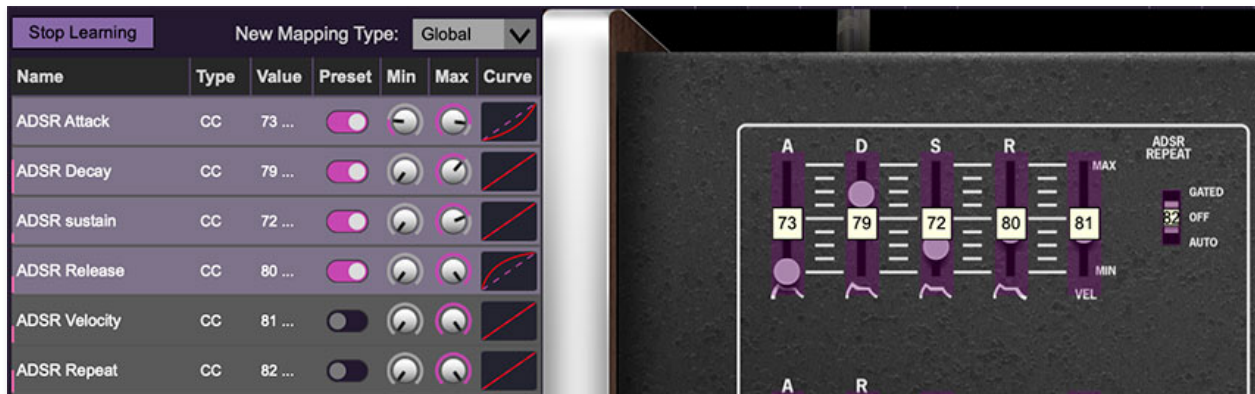 Stop Learning New Mapping Type: Global
Name Type Value Preset Min Max Curve
ADSR Attack CC 73 ...
ADSR Decay CC 79 ...
ADSR sustain CC 72 ...
ADSR Release CC 80 ...
ADSR Velocity CC 81 ...
ADSR Repeat CC 82 ...
A D S R
MAX
73 79 72 80 81
MIN
VEL
ADSR
REPEAT
GATED
82 OFF
AUTO
A R